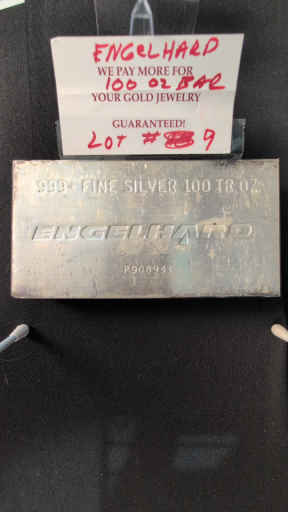 ENGELHARD
WE PAY MORE FOR
100 OZ BAR
YOUR GOLD JEWELRY
GUARANTEED!
LOT # 9
999+ FINE SILVER 100 TR OZ
ENGELHARD